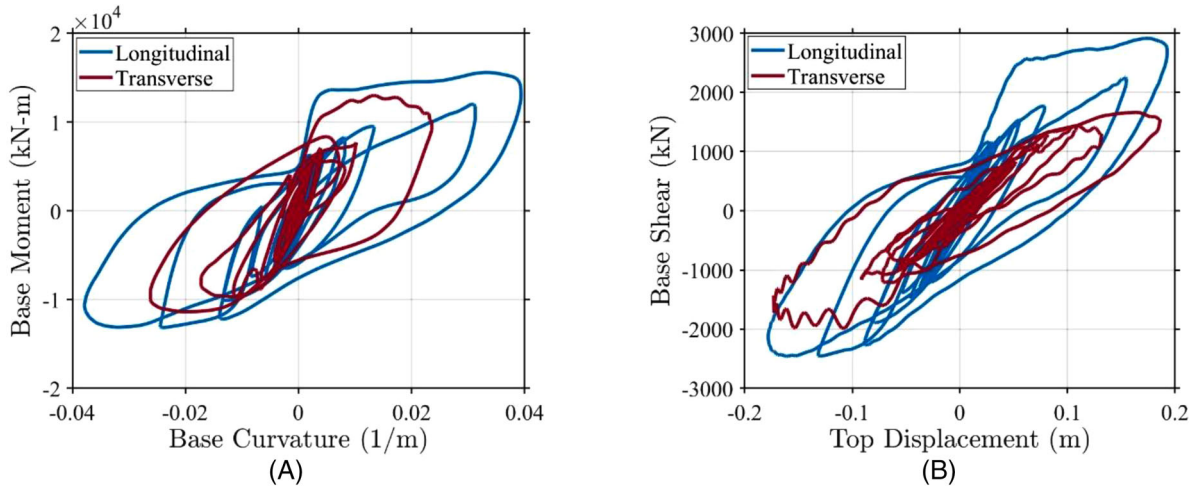 ×10⁴
2
1
0
-1
-2
Base Moment (kN-m)
Longitudinal
Transverse
-0.04
-0.02
0
0.02
0.04
Base Curvature (1/m)
(A)
3000
2000
1000
0
-1000
-2000
-3000
Base Shear (kN)
Longitudinal
Transverse
-0.2
-0.1
0
0.1
0.2
Top Displacement (m)
(B)